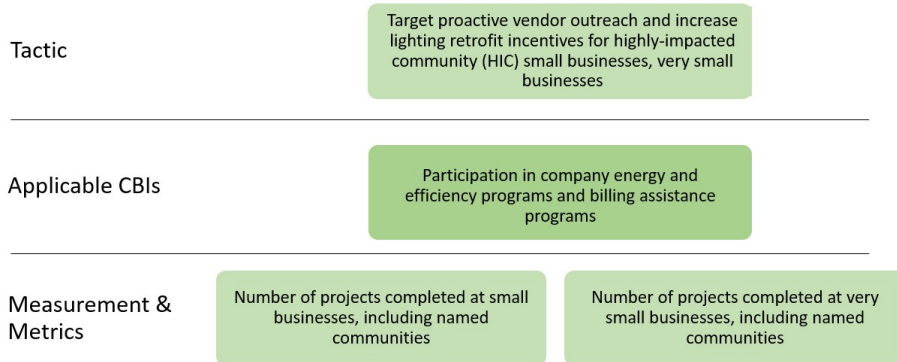 Tactic
Target proactive vendor outreach and increase
lighting retrofit incentives for highly-impacted
community (HIC) small businesses, very small
businesses
Applicable CBIs
Participation in company energy and
efficiency programs and billing assistance
programs
Measurement &
Metrics
Number of projects completed at small
businesses, including named
communities
Number of projects completed at very
small businesses, including named
communities